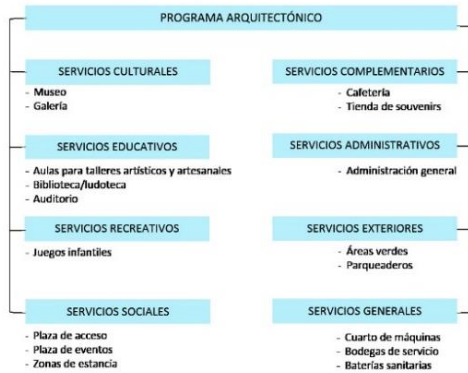 PROGRAMA ARQUITECTÓNICO
SERVICIOS CULTURALES
- Museo
- Galería
SERVICIOS EDUCATIVOS
- Aulas para talleres artísticos y artesanales
- Biblioteca/ludoteca
- Auditorio
SERVICIOS RECREATIVOS
- Juegos infantiles
SERVICIOS SOCIALES
- Plaza de acceso
- Plaza de eventos
- Zonas de estancia
SERVICIOS COMPLEMENTARIOS
- Cafetería
- Tienda de souvenirs
SERVICIOS ADMINISTRATIVOS
- Administración general
SERVICIOS EXTERIORES
- Áreas verdes
- Parqueaderos
SERVICIOS GENERALES
- Cuarto de máquinas
- Bodegas de servicio
- Baterías sanitarias